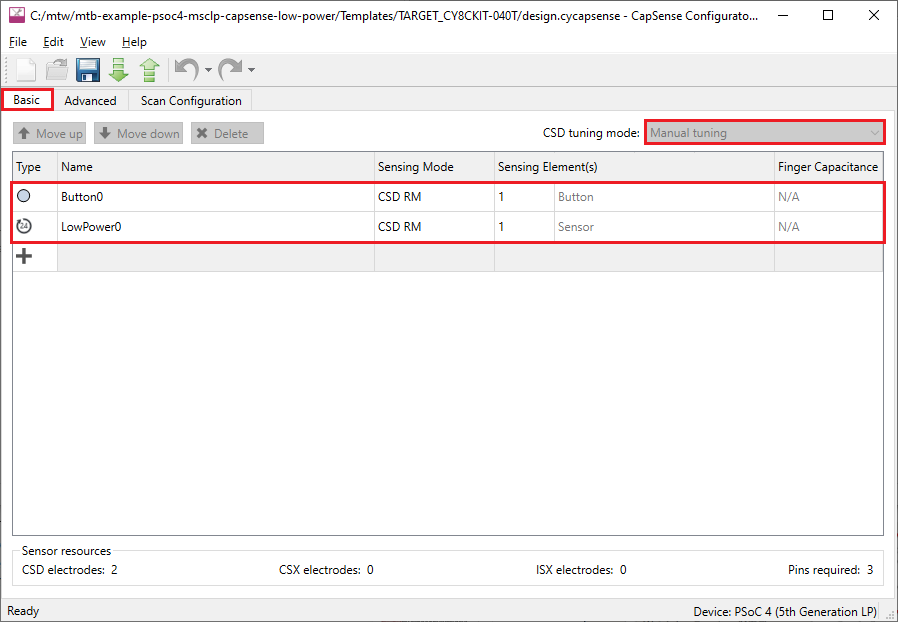 C:/mtw/mtb-example-psoc4-msclp-capsense-low-power/Templates/TARGET_CY8CKIT-040T/design.cycapsense - CapSense Configurato...
File Edit View Help
Basic Advanced Scan Configuration
Move up Move down Delete CSD tuning mode: Manual tuning
Type Name Sensing Mode Sensing Element(s) Finger Capacitance
Button0 CSD RM 1 Button N/A
24 LowPower0 CSD RM 1 Sensor N/A
Sensor resources
CSD electrodes: 2 CSX electrodes: 0 ISX electrodes: 0 Pins required: 3
Ready Device: PSoC 4 (5th Generation LP)